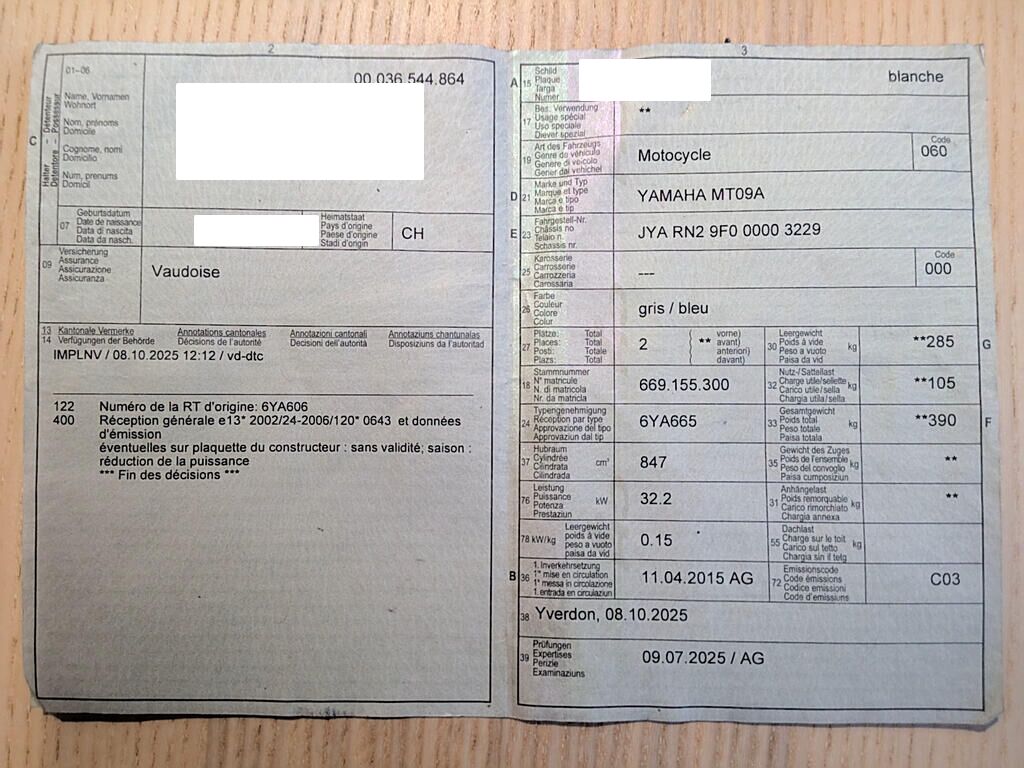 2
01–06
00.036.544.864
C
Halter – Détenteur
Detentore – Possessur
Name, Vornamen
Wohnort
Nom, prénoms
Domicile
Cognome, nomi
Domicilio
Num, prenums
Domicil
07
Geburtsdatum
Date de naissance
Data di nascita
Data da nasch.
Heimatstaat
Pays d'origine
Paese d'origine
Stadi d'origin
CH
09
Versicherung
Assurance
Assicurazione
Assicuranza
Vaudoise
13 Kantonale Vermerke Annotations cantonales Annotazioni cantonali Annotaziuns chantunalas
14 Verfügungen der Behörde Décisions de l'autorité Decisioni dell'autorità Disposiziuns da l'autoritad
IMPLNV / 08.10.2025 12:12 / vd-dtc
122 Numéro de la RT d'origine: 6YA606
400 Réception générale e13* 2002/24-2006/120* 0643 et données
d'émission
éventuelles sur plaquette du constructeur : sans validité; saison :
réduction de la puissance
*** Fin des décisions ***
3
A
15
Schild
Plaque
Targa
Numer
blanche
17
Bes. Verwendung
Usage spécial
Uso speciale
Diever spezial
**
19
Art des Fahrzeugs
Genre de véhicule
Genere di veicolo
Gener dal vehichel
Motocycle
Code
060
D
21
Marke und Typ
Marque et type
Marca e tipo
Marca e tip
YAMAHA MT09A
E
23
Fahrgestell-Nr.
Châssis no
Telaio n.
Schassis nr.
JYA RN2 9F0 0000 3229
25
Karosserie
Carrosserie
Carrozzeria
Carossaria
---
Code
000
26
Farbe
Couleur
Colore
Colur
gris / bleu
27
Plätze: Total
Places: Total
Posti: Totale
Plazs: Total
2
( ** vorne)
avant)
anteriori)
davant)
30
Leergewicht
Poids à vide
Peso a vuoto
Paisa da vid
kg
**285
G
18
Stammnummer
N° matricule
N. di matricola
Nr. da matricla
669.155.300
32
Nutz-/Sattellast
Charge utile/sellette
Carico utile/sella
Chargia utila/sella
kg
**105
24
Typengenehmigung
Réception par type
Approvazione del tipo
Approvaziun dal tip
6YA665
33
Gesamtgewicht
Poids total
Peso totale
Paisa totala
kg
**390
F
37
Hubraum
Cylindrée
Cilindrata
Cilindrada
cm³
847
35
Gewicht des Zuges
Poids de l'ensemble
Peso del convoglio
Paisa cumposiziun
kg
**
76
Leistung
Puissance
Potenza
Prestaziun
kW
32.2
31
Anhängelast
Poids remorquable
Carico rimorchiato
Chargia annexa
kg
**
78 kW/kg
Leergewicht
poids à vide
peso a vuoto
paisa da vid
0.15
55
Dachlast
Charge sur le toit
Carico sul tetto
Chargia sin il tetg
kg
B
36
1. Inverkehrsetzung
1re mise en circulation
1a messa in circolazione
1. entrada en circulaziun
11.04.2015 AG
72
Emissionscode
Code émissions
Codice emissioni
Code d'emissiuns
C03
38 Yverdon, 08.10.2025
39
Prüfungen
Expertises
Perizie
Examinaziuns
09.07.2025 / AG